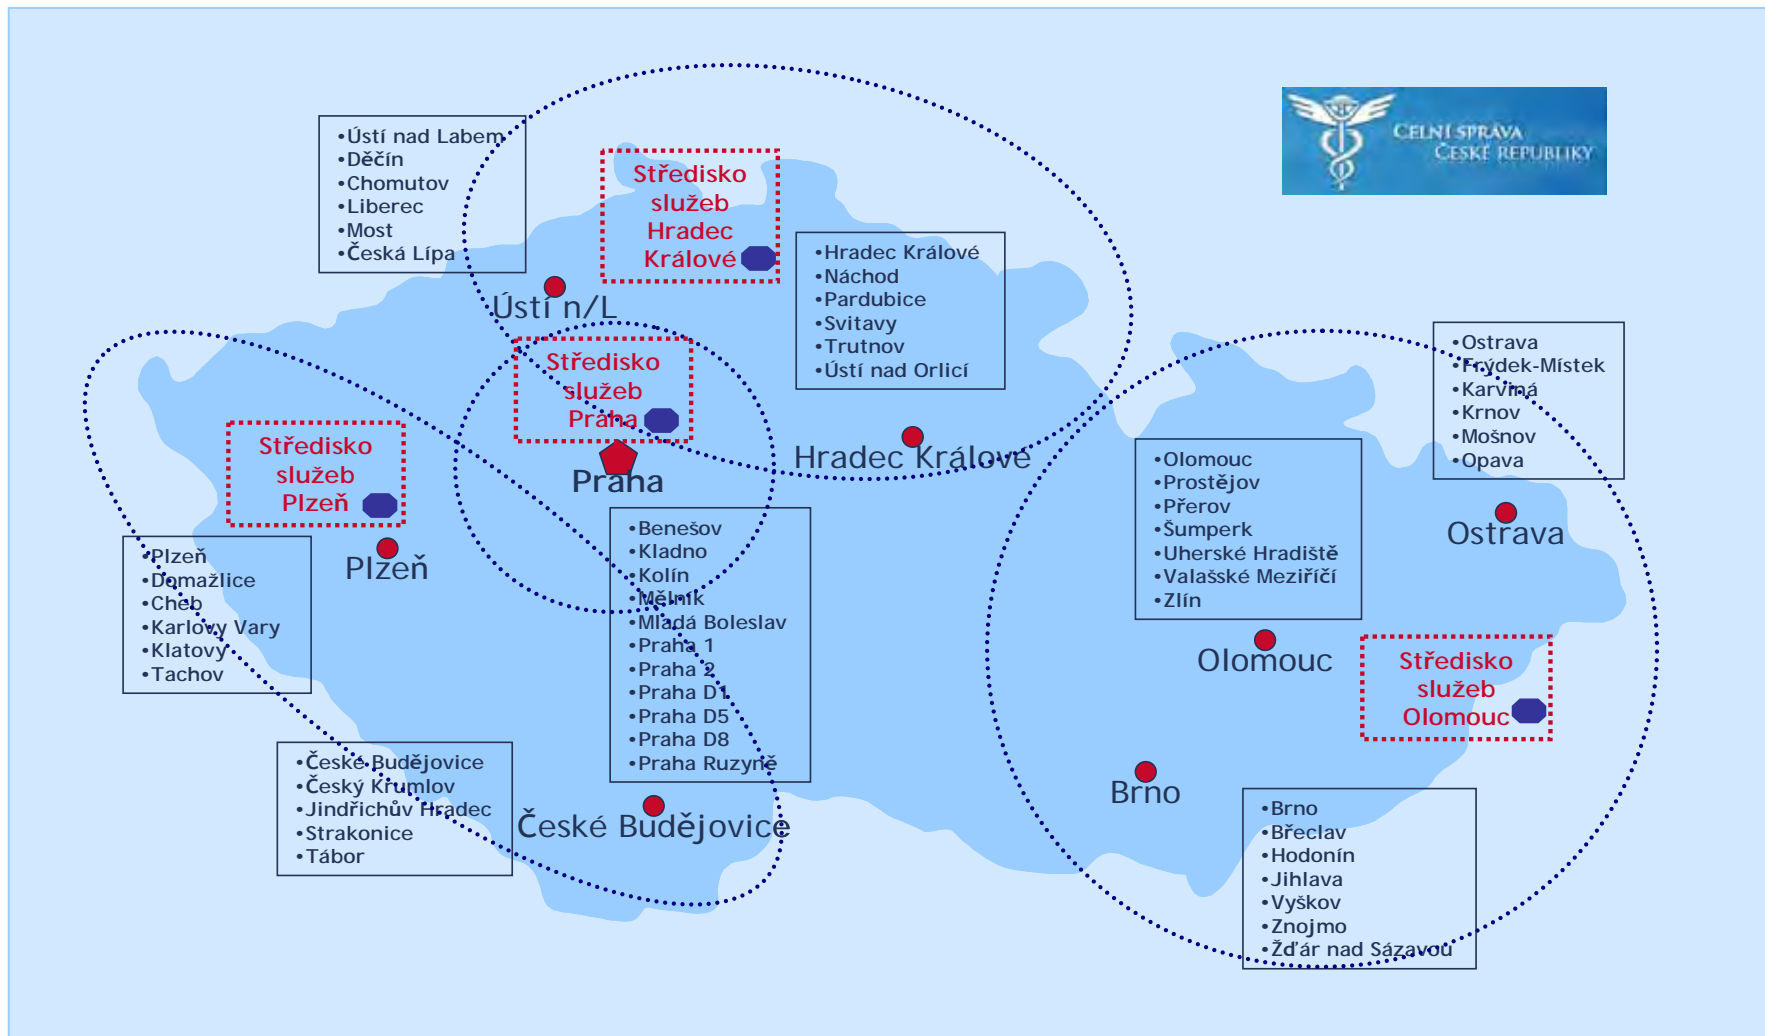 CELNÍ SPRÁVA
ČESKÉ REPUBLIKY
•Ústí nad Labem
•Děčín
•Chomutov
•Liberec
•Most
•Česká Lípa
Středisko
služeb
Hradec
Králové
•Hradec Králové
•Náchod
•Pardubice
•Svitavy
•Trutnov
•Ústí nad Orlicí
Ústí n/L
Středisko
služeb
Praha
Praha
Hradec Králové
•Ostrava
•Frýdek-Místek
•Karviná
•Krnov
•Mošnov
•Opava
Středisko
služeb
Plzeň
Plzeň
•Olomouc
•Prostějov
•Přerov
•Šumperk
•Uherské Hradiště
•Valašské Meziříčí
•Zlín
Ostrava
•Plzeň
•Domažlice
•Cheb
•Karlovy Vary
•Klatovy
•Tachov
•Benešov
•Kladno
•Kolín
•Mělník
•Mladá Boleslav
•Praha 1
•Praha 2
•Praha D1
•Praha D5
•Praha D8
•Praha Ruzyně
Olomouc
Středisko
služeb
Olomouc
•České Budějovice
•Český Krumlov
•Jindřichův Hradec
•Strakonice
•Tábor
České Budějovice
Brno
•Brno
•Břeclav
•Hodonín
•Jihlava
•Vyškov
•Znojmo
•Žďár nad Sázavou